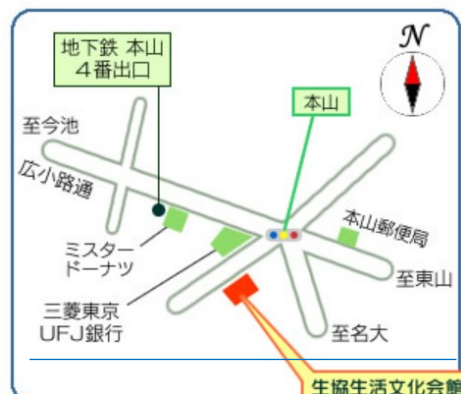 地下鉄 本山
4番出口
N
本山
至今池
広小路通
ミスター
ドーナツ
本山郵便局
至東山
三菱東京
UFJ銀行
至名大
生協生活文化会館